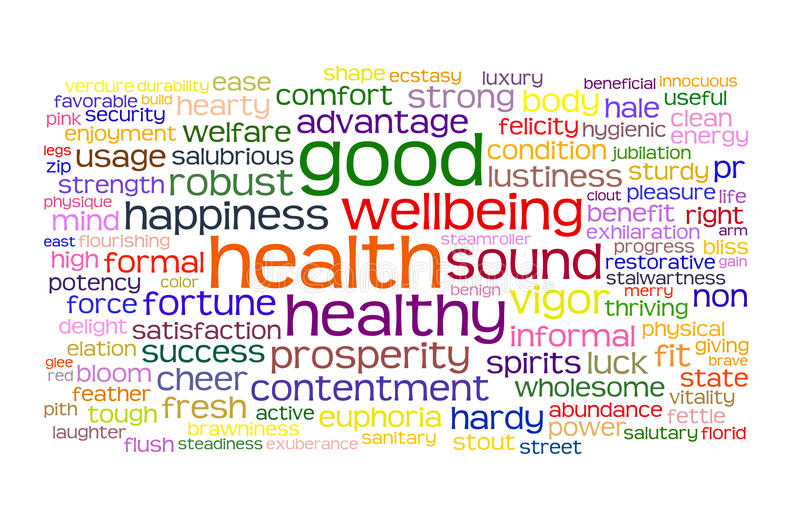 shape ecstasy luxury
verdure durability ease beneficial innocuous
favorable build hearty comfort strong body hale useful
pink security advantage felicity hygienic clean
enjoyment welfare good condition energy
legs usage salubrious jubilation
zip robust lustiness sturdy pr
strength clout pleasure life
physique happiness wellbeing benefit right
mind exhilaration arm
east flourishing health steamroller progress bliss
high formal sound restorative gain
potency color benign stalwartness
force fortune healthy vigor merry non
delight satisfaction thriving
informal physical
elation success prosperity spirits luck fit giving
glee brave
red bloom cheer contentment wholesome state
feather vitality
pith tough fresh active euphoria hardy abundance fettle
laughter brawniness sanitary power salutary florid
flush steadiness exuberance stout street